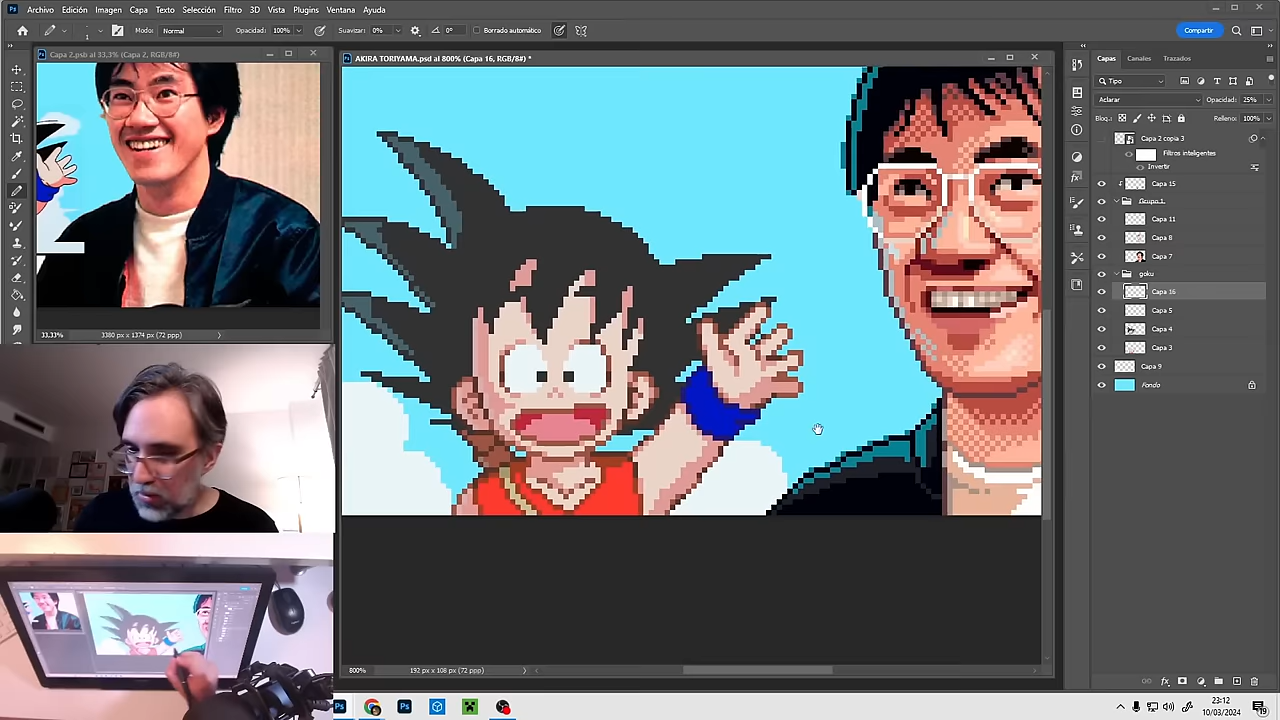 Archivo Edición Imagen Capa Texto Selección Filtro 3D Vista Plugins Ventana Ayuda
1 Modo: Normal Opacidad: 100% Suavizar: 0% 0° Borrado automático Compartir
Capa 2.psb al 33,3% (Capa 2, RGB/8#)
AKIRA TORIYAMA.psd al 800% (Capa 16, RGB/8#) *
33,33% 3380 px x 1374 px (72 ppp)
800% 192 px x 108 px (72 ppp)
Capas Canales Trazados
Tipo
Aclarar Opacidad: 25%
Bloq.: Relleno: 100%
Capa 2 copia 3
Filtros inteligentes
Invertir
Capa 15
Grupo 1
Capa 11
Capa 8
Capa 7
goku
Capa 16
Capa 5
Capa 4
Capa 3
Capa 9
Fondo
23:12
10/03/2024